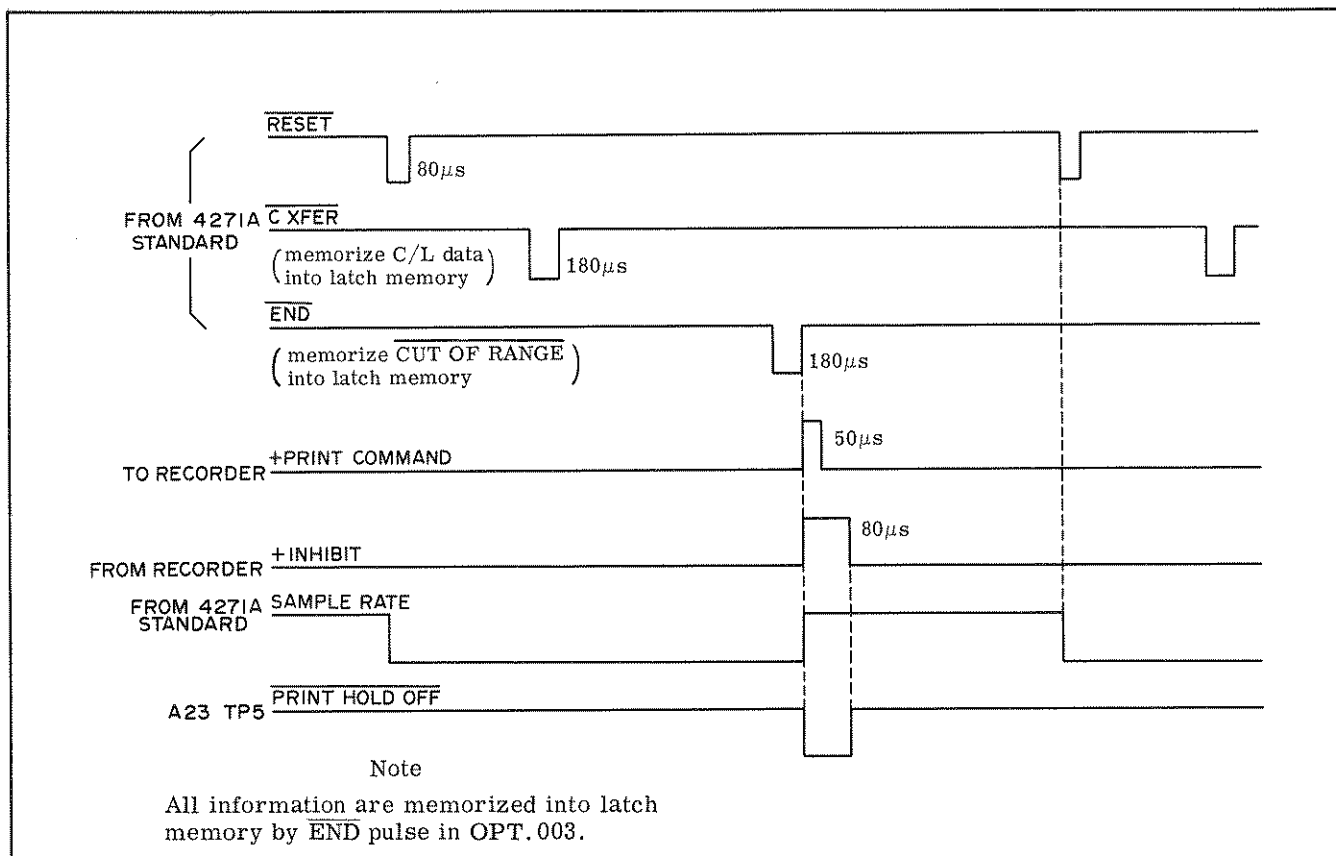 RESET
80µs
FROM 4271A
STANDARD
C XFER
(memorize C/L data
into latch memory)
180µs
END
(memorize CUT OF RANGE
into latch memory)
180µs
+PRINT COMMAND
50µs
TO RECORDER
+INHIBIT
80µs
FROM RECORDER
FROM 4271A
STANDARD
SAMPLE RATE
PRINT HOLD OFF
A23 TP5
Note
All information are memorized into latch
memory by END pulse in OPT.003.